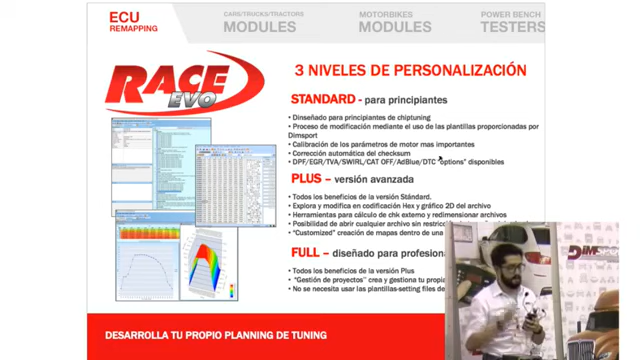 ECU
REMAPPING
CARS/TRUCKS/TRACTORS
MODULES
MOTORBIKES
MODULES
POWER BENCH
TESTERS
RACE
EVO
3 NIVELES DE PERSONALIZACIÓN
STANDARD - para principiantes
• Dinseñado para principiantes de chiptuning
• Proceso de modificación mediante el uso de las plantillas proporcionadas por
Dimsport
• Calibración de los parámetros de motor mas importantes
• Corrección automática del checksum
• DPF/EGR/TVA/SWIRL/CAT OFF/AdBlue/DTC "options" disponibles
PLUS – versión avanzada
• Todos los beneficios de la versión Stándard.
• Explora y modifica en codificación Hex y gráfico 2D del archivo
• Herramientas para cálculo de chk externo y redimensionar archivos
• Posibilidad de abrir cualquier archivo sin
• "Customized" creación de mapas dentro de una
FULL – diseñado para
• Todos los beneficios de la versión Plus
• "Gestión de proyectos" crea y gestiona tu
• No se necesita usar las plantillas-setting files
DIMSPORT
DESARROLLA TU PROPIO PLANNING DE TUNING